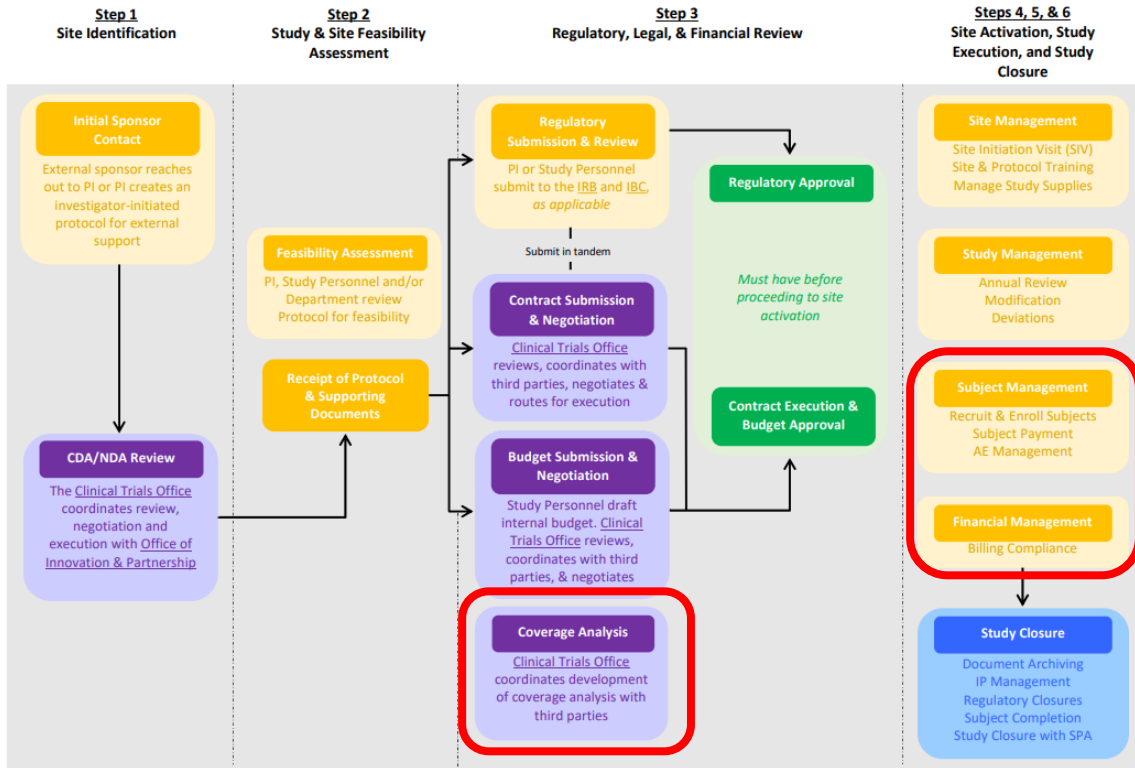 Step 1
Site Identification
Step 2
Study & Site Feasibility
Assessment
Step 3
Regulatory, Legal, & Financial Review
Steps 4, 5, & 6
Site Activation, Study
Execution, and Study
Closure
Initial Sponsor
Contact
External sponsor reaches
out to PI or PI creates an
investigator-initiated
protocol for external
support
CDA/NDA Review
The Clinical Trials Office
coordinates review,
negotiation and
execution with Office of
Innovation & Partnership
Feasibility Assessment
PI, Study Personnel and/or
Department review
Protocol for feasibility
Receipt of Protocol
& Supporting
Documents
Regulatory
Submission & Review
PI or Study Personnel
submit to the IRB and IBC,
as applicable
Submit in tandem
Contract Submission
& Negotiation
Clinical Trials Office
reviews, coordinates with
third parties, negotiates &
routes for execution
Budget Submission &
Negotiation
Study Personnel draft
internal budget. Clinical
Trials Office reviews,
coordinates with third
parties, & negotiates
Coverage Analysis
Clinical Trials Office
coordinates development
of coverage analysis with
third parties
Regulatory Approval
Must have before
proceeding to site
activation
Contract Execution &
Budget Approval
Site Management
Site Initiation Visit (SIV)
Site & Protocol Training
Manage Study Supplies
Study Management
Annual Review
Modification
Deviations
Subject Management
Recruit & Enroll Subjects
Subject Payment
AE Management
Financial Management
Billing Compliance
Study Closure
Document Archiving
IP Management
Regulatory Closures
Subject Completion
Study Closure with SPA